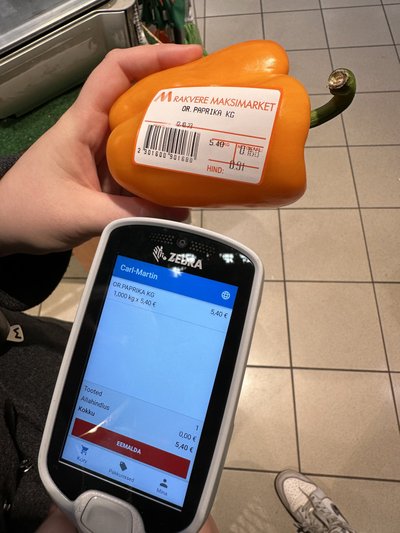 RAKVERE MAKSIMARKET
OR.PAPRIKA KG
5.40
HIND:
0.91
2901600901600
ZEBRA
Carl-Martin
OR.PAPRIKA KG
5,40 €
1,000 kg x 5,40 €
Tooted
1
Allahindlus
0,00 €
Kokku
5,40 €
EEMALDA
Korv
Pakkumised
Mina